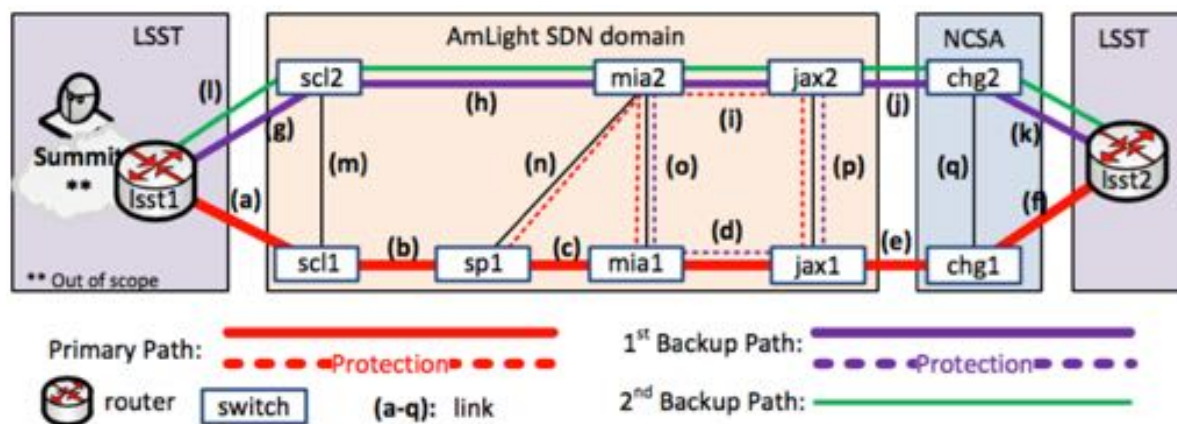 LSST
AmLight SDN domain
NCSA
LSST
scl2
mia2
jax2
chg2
(l)
(g)
(h)
(i)
(j)
(k)
Summit
**
lsst1
(m)
(n)
(o)
(p)
(q)
lsst2
(a)
(b)
(c)
(d)
(e)
(f)
scl1
sp1
mia1
jax1
chg1
** Out of scope
Primary Path:
Protection
1st Backup Path:
Protection
router
switch
(a-q): link
2nd Backup Path: